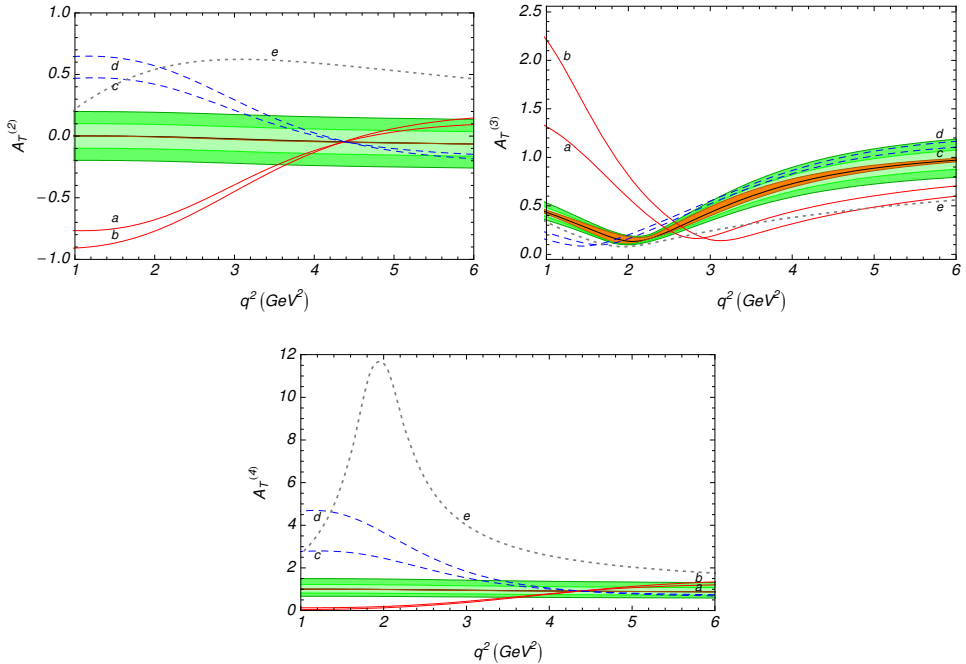 1.0
0.5
0.0
−0.5
−1.0
A_T^(2)
e
d
c
a
b
1 2 3 4 5 6
q^2 (GeV^2)
2.5
2.0
1.5
1.0
0.5
0.0
A_T^(3)
b
a
d
c
e
1 2 3 4 5 6
q^2 (GeV^2)
12
10
8
6
4
2
0
A_T^(4)
d
c
e
b
a
1 2 3 4 5 6
q^2 (GeV^2)